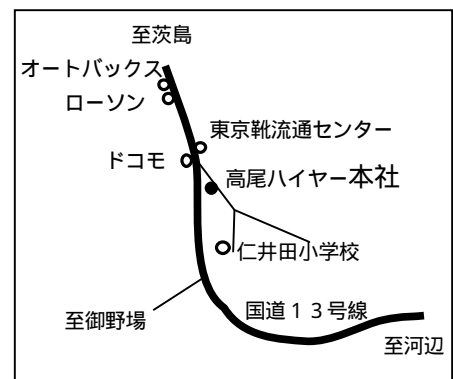 至茨島
オートバックス
ローソン
東京靴流通センター
ドコモ
高尾ハイヤー本社
仁井田小学校
国道１３号線
至御野場
至河辺